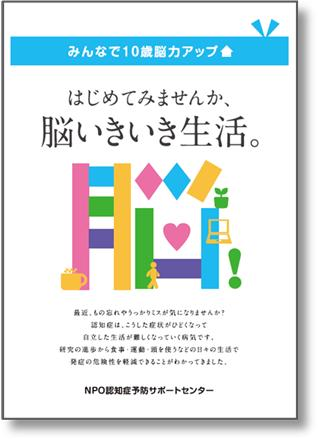 みんなで10歳脳力アップ
はじめてみませんか、
脳いきいき生活。
脳!
最近、もの忘れやうっかりミスが気になりませんか?
認知症は、こうした症状がひどくなって
自立した生活が難しくなっていく病気です。
研究の進歩から食事・運動・頭を使うなどの日々の生活で
発症の危険性を軽減できることがわかってきました。
NPO認知症予防サポートセンター